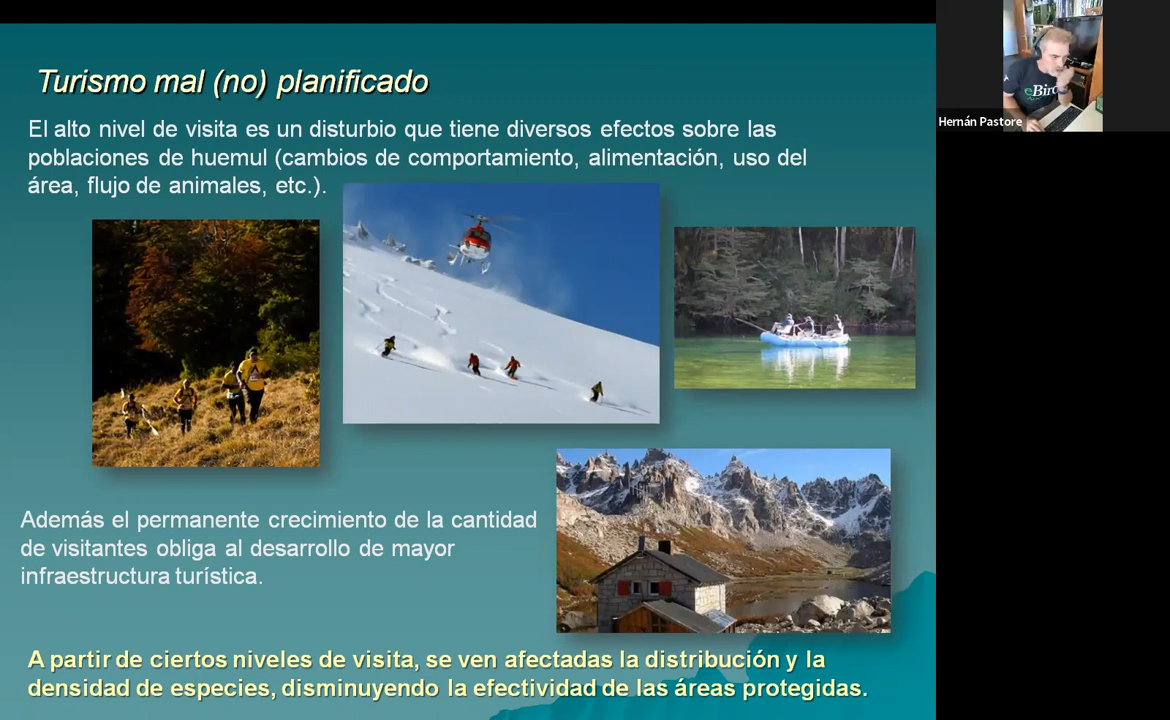 Turismo mal (no) planificado
El alto nivel de visita es un disturbio que tiene diversos efectos sobre las
poblaciones de huemul (cambios de comportamiento, alimentación, uso del
área, flujo de animales, etc.).
Además el permanente crecimiento de la cantidad
de visitantes obliga al desarrollo de mayor
infraestructura turística.
A partir de ciertos niveles de visita, se ven afectadas la distribución y la
densidad de especies, disminuyendo la efectividad de las áreas protegidas.
eBird
Hernán Pastore